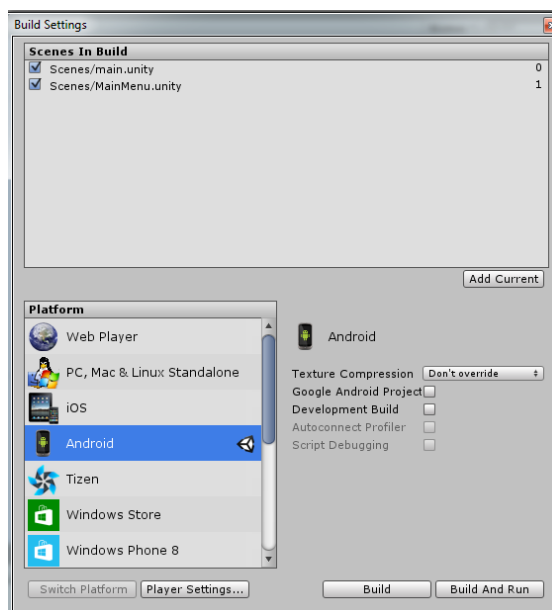 Build Settings
Scenes In Build
Scenes/main.unity 0
Scenes/MainMenu.unity 1
Add Current
Platform
Web Player
PC, Mac & Linux Standalone
iOS
Android
Tizen
Windows Store
Windows Phone 8
Android
Texture Compression Don't override
Google Android Project
Development Build
Autoconnect Profiler
Script Debugging
Switch Platform Player Settings... Build Build And Run